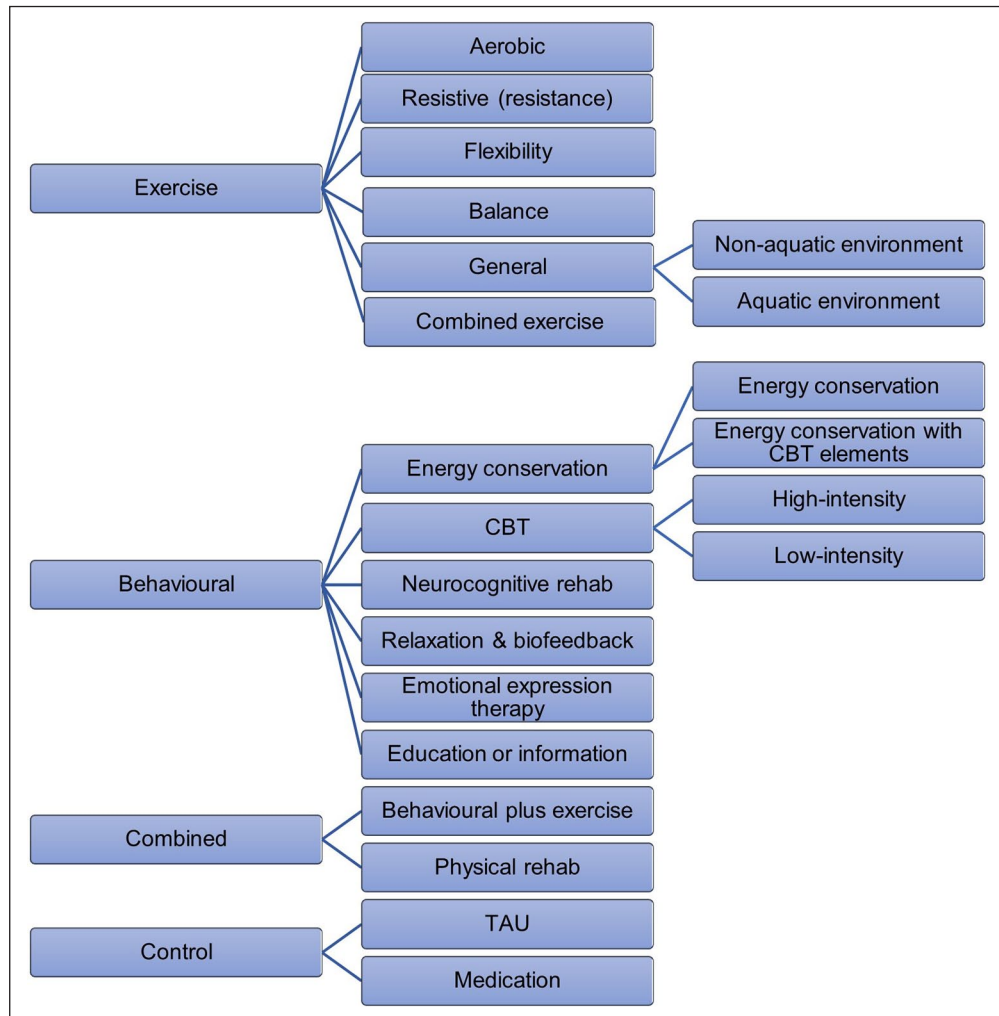 Exercise
Aerobic
Resistive (resistance)
Flexibility
Balance
General
Non-aquatic environment
Aquatic environment
Combined exercise
Behavioural
Energy conservation
Energy conservation
Energy conservation with
CBT elements
CBT
High-intensity
Low-intensity
Neurocognitive rehab
Relaxation & biofeedback
Emotional expression
therapy
Education or information
Combined
Behavioural plus exercise
Physical rehab
Control
TAU
Medication